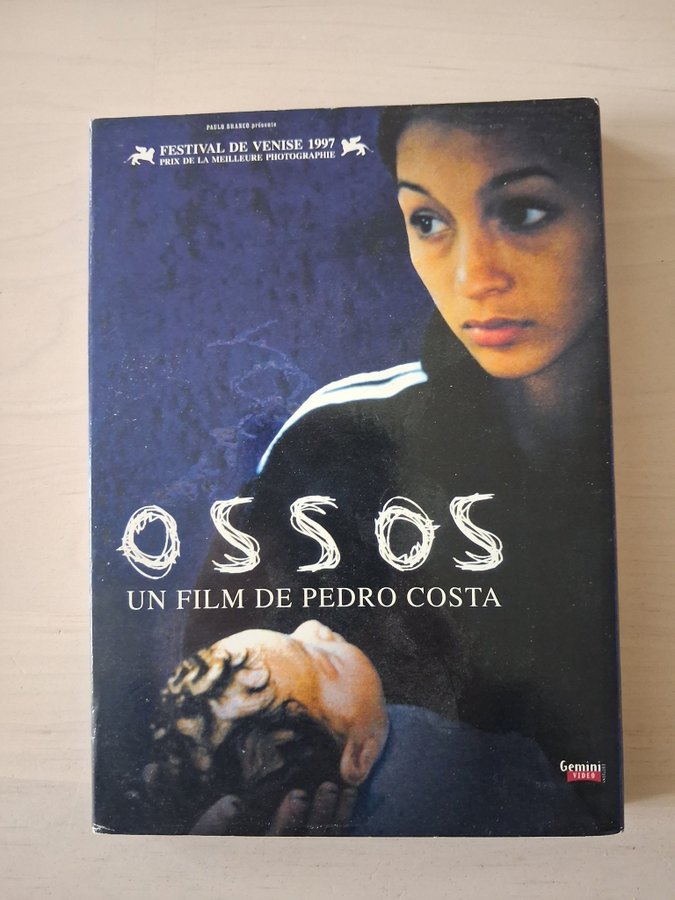 PAULO BRANCO présente
FESTIVAL DE VENISE 1997
PRIX DE LA MEILLEURE PHOTOGRAPHIE
OSSOS
UN FILM DE PEDRO COSTA
Gemini
VIDEO